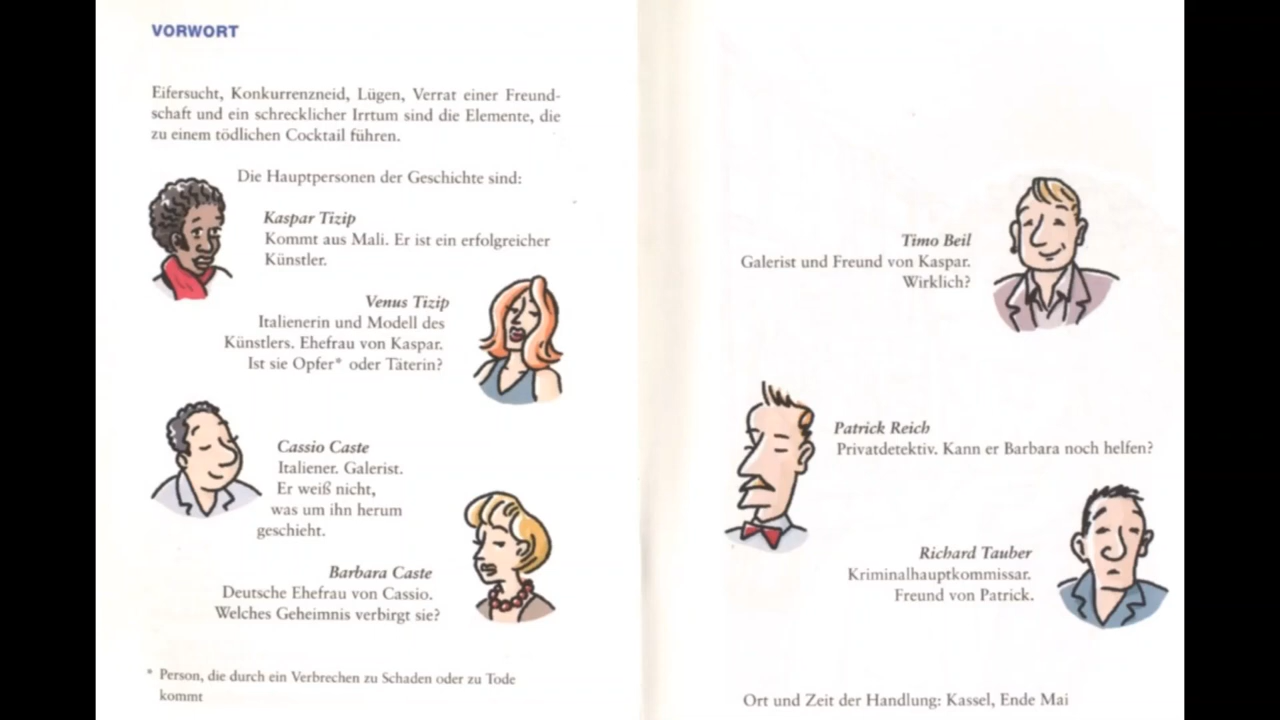 VORWORT
Eifersucht, Konkurrenzneid, Lügen, Verrat einer Freund-
schaft und ein schrecklicher Irrtum sind die Elemente, die
zu einem tödlichen Cocktail führen.
Die Hauptpersonen der Geschichte sind:
Kaspar Tizip
Kommt aus Mali. Er ist ein erfolgreicher
Künstler.
Venus Tizip
Italienerin und Modell des
Künstlers. Ehefrau von Kaspar.
Ist sie Opfer* oder Täterin?
Cassio Caste
Italiener. Galerist.
Er weiß nicht,
was um ihn herum
geschieht.
Barbara Caste
Deutsche Ehefrau von Cassio.
Welches Geheimnis verbirgt sie?
* Person, die durch ein Verbrechen zu Schaden oder zu Tode
kommt
Timo Beil
Galerist und Freund von Kaspar.
Wirklich?
Patrick Reich
Privatdetektiv. Kann er Barbara noch helfen?
Richard Tauber
Kriminalhauptkommissar.
Freund von Patrick.
Ort und Zeit der Handlung: Kassel, Ende Mai